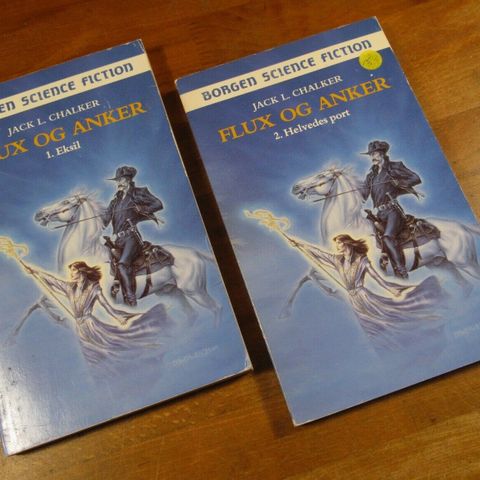 EN SCIENCE FICTION
JACK L. CHALKER
UX OG ANKER
1. Eksil
BORGEN SCIENCE FICTION
JACK L. CHALKER
FLUX OG ANKER
2. Helvedes port